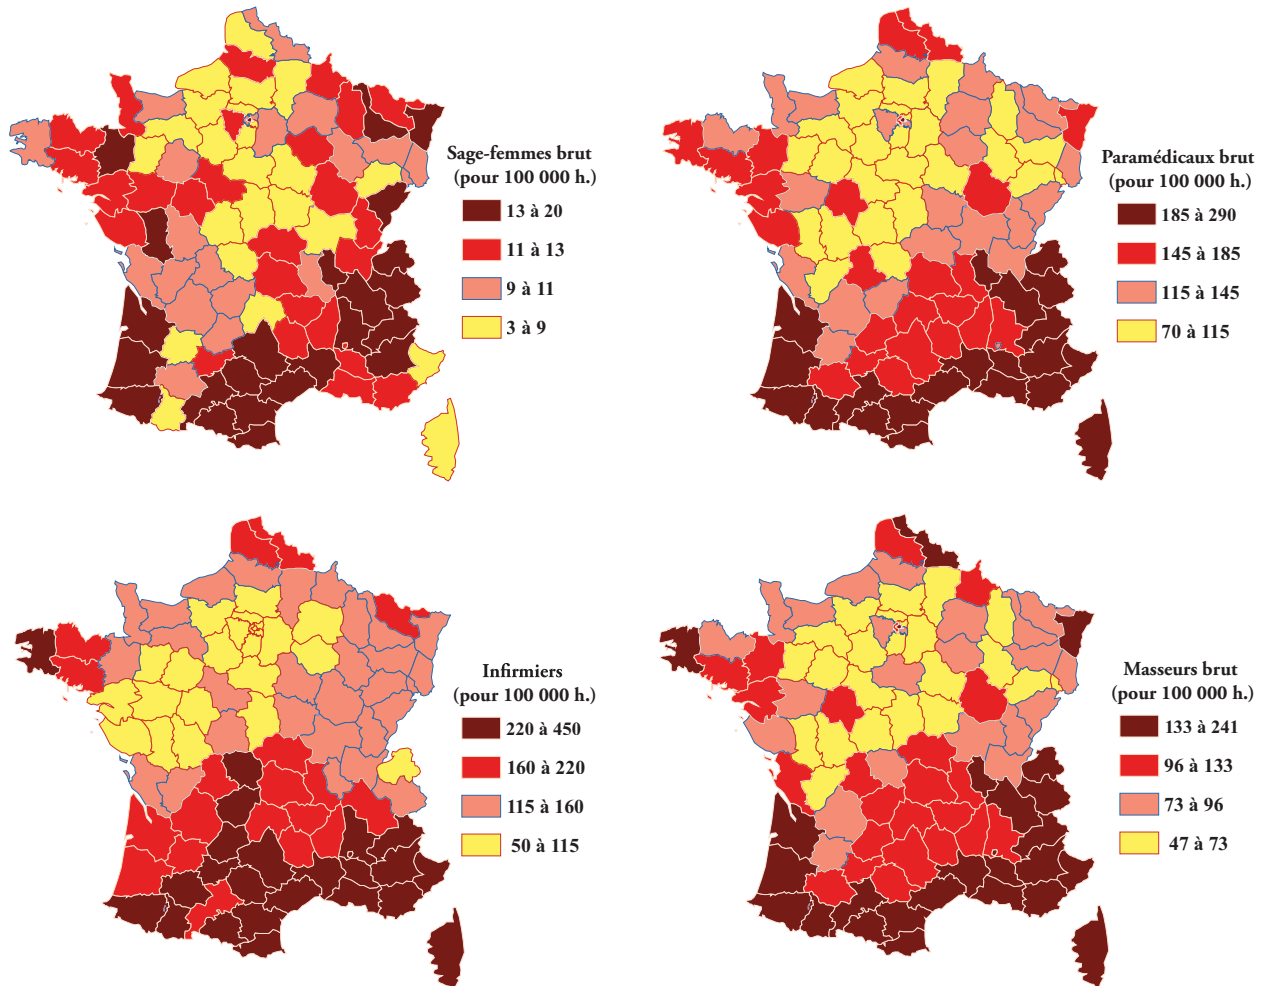 Sage-femmes brut
(pour 100 000 h.)
13 à 20
11 à 13
9 à 11
3 à 9
Paramédicaux brut
(pour 100 000 h.)
185 à 290
145 à 185
115 à 145
70 à 115
Infirmiers
(pour 100 000 h.)
220 à 450
160 à 220
115 à 160
50 à 115
Masseurs brut
(pour 100 000 h.)
133 à 241
96 à 133
73 à 96
47 à 73